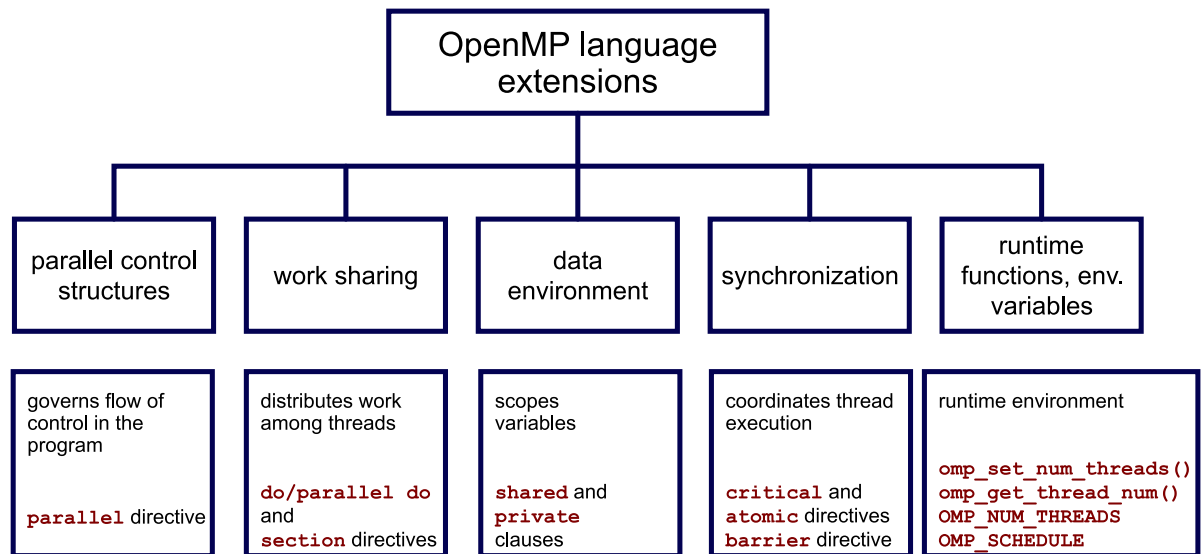 OpenMP language
extensions
parallel control
structures
work sharing
data
environment
synchronization
runtime
functions, env.
variables
governs flow of
control in the
program
parallel directive
distributes work
among threads
do/parallel do
and
section directives
scopes
variables
shared and
private
clauses
coordinates thread
execution
critical and
atomic directives
barrier directive
runtime environment
omp_set_num_threads()
omp_get_thread_num()
OMP_NUM_THREADS
OMP_SCHEDULE